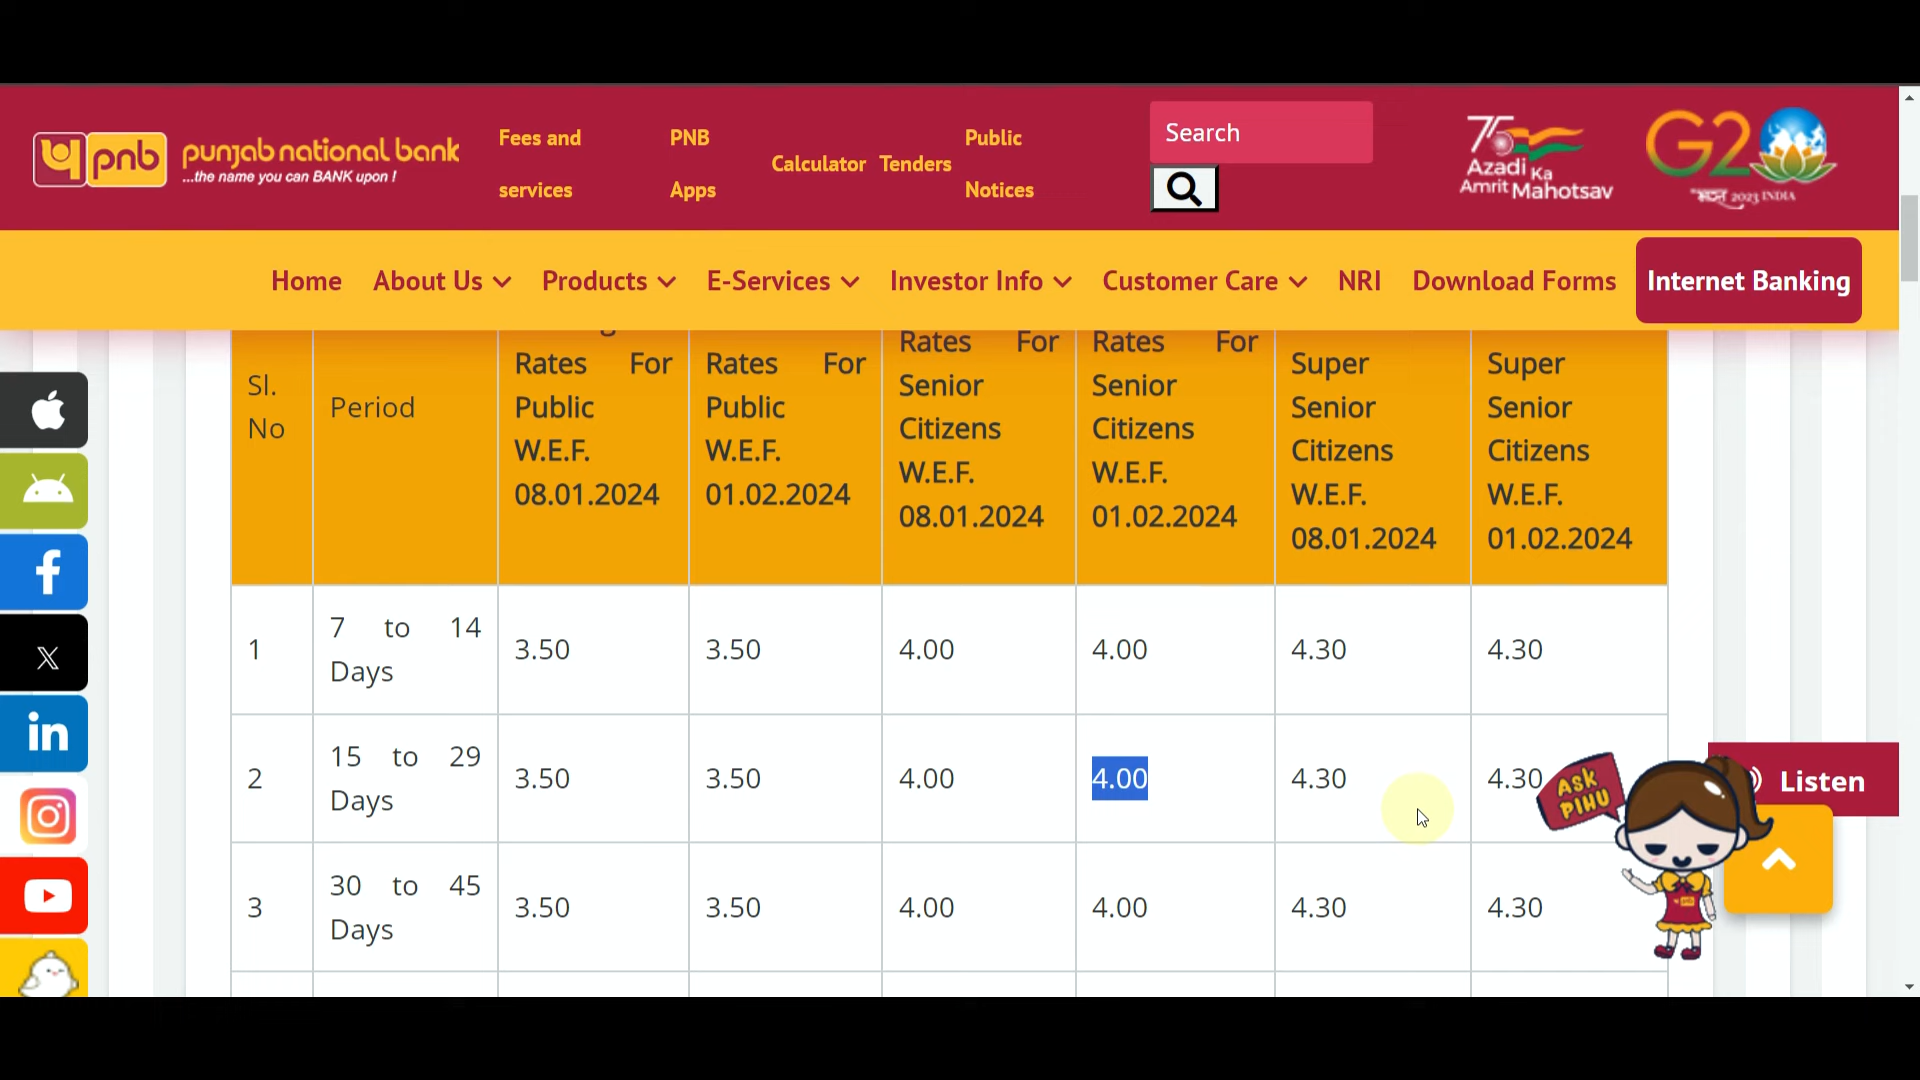 pnb
punjab national bank
...the name you can BANK upon !
Fees and
services
PNB
Apps
Calculator
Tenders
Public
Notices
Search
75
Azadi Ka
Amrit Mahotsav
G2
2023 INDIA
Home
About Us
Products
E-Services
Investor Info
Customer Care
NRI
Download Forms
Internet Banking
Sl.
No
Period
Rates For
Public
W.E.F.
08.01.2024
Rates For
Public
W.E.F.
01.02.2024
Rates For
Senior
Citizens
W.E.F.
08.01.2024
Rates For
Senior
Citizens
W.E.F.
01.02.2024
Super
Senior
Citizens
W.E.F.
08.01.2024
Super
Senior
Citizens
W.E.F.
01.02.2024
1
7 to 14
Days
3.50
3.50
4.00
4.00
4.30
4.30
2
15 to 29
Days
3.50
3.50
4.00
4.00
4.30
4.30
3
30 to 45
Days
3.50
3.50
4.00
4.00
4.30
4.30
ASK
PIHU
Listen